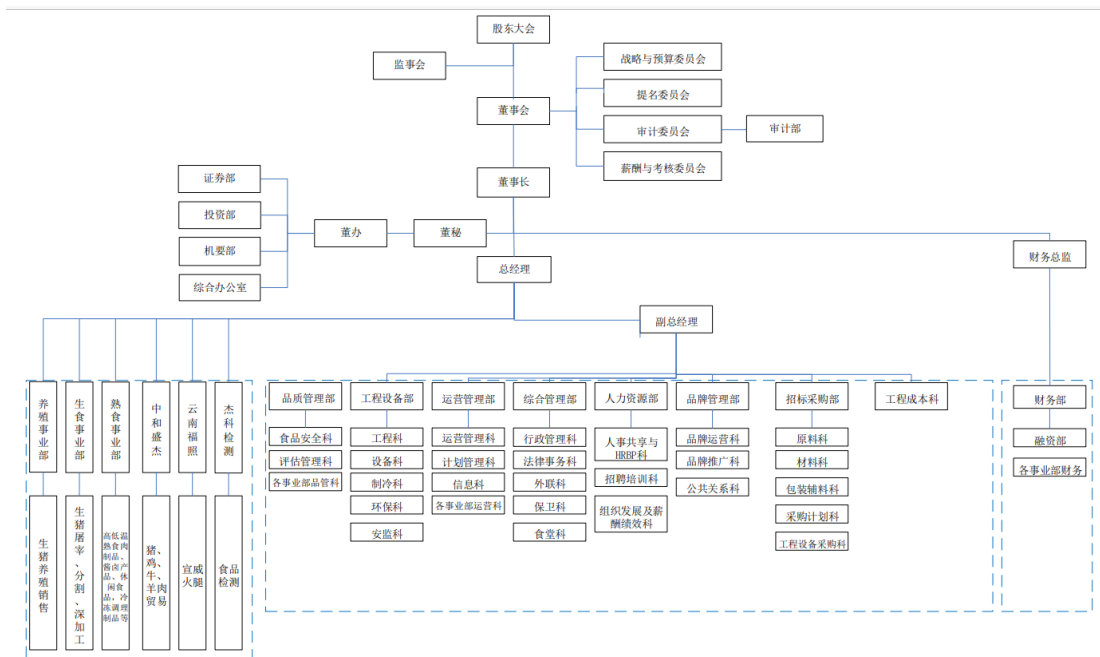 股东大会
监事会
战略与预算委员会
提名委员会
董事会
审计委员会
审计部
薪酬与考核委员会
董事长
证券部
投资部
机要部
综合办公室
董办
董秘
财务总监
总经理
副总经理
养殖事业部
生食事业部
熟食事业部
中和盛杰
云南福照
杰科检测
生猪养殖销售
生猪屠宰、分割、深加工
高低温
熟食肉
制品、
酱卤产
品、休
闲食
品，冷
冻调理
制品等
猪、
鸡、
牛、
羊肉
贸易
宣威
火腿
食品
检测
品质管理部
食品安全科
评估管理科
各事业部品管科
工程设备部
工程科
设备科
制冷科
环保科
安监科
运营管理部
运营管理科
计划管理科
信息科
各事业部运营科
综合管理部
行政管理科
法律事务科
外联科
保卫科
食堂科
人力资源部
人事共享与
HRBP科
招聘培训科
组织发展及薪
酬绩效科
品牌管理部
品牌运营科
品牌推广科
公共关系科
招标采购部
原料科
材料科
包装辅料科
采购计划科
工程设备采购科
工程成本科
财务部
融资部
各事业部财务